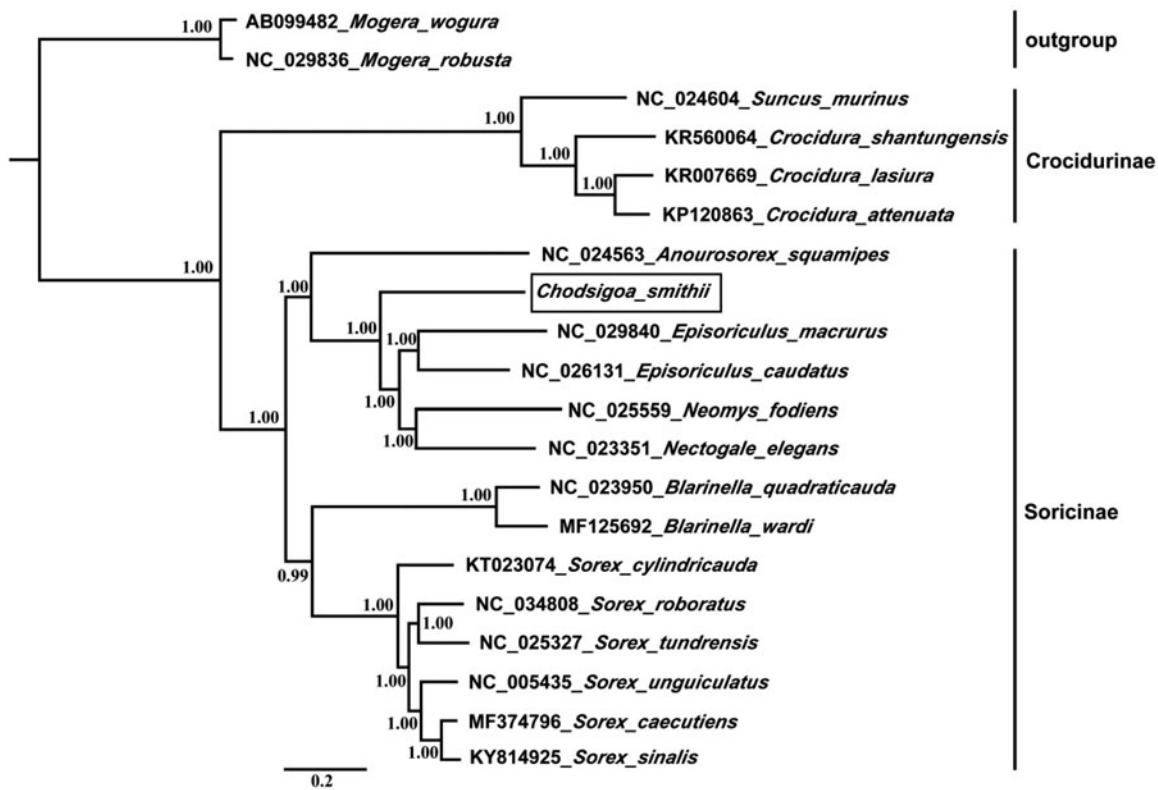 1.00
AB099482_Mogera_wogura
NC_029836_Mogera_robusta
outgroup
NC_024604_Suncus_murinus
1.00
KR560064_Crocidura_shantungensis
1.00
KR007669_Crocidura_lasiura
1.00
KP120863_Crocidura_attenuata
Crocidurinae
1.00
NC_024563_Anourosorex_squamipes
1.00
Chodsigoa_smithii
1.00
NC_029840_Episoriculus_macrurus
1.00
NC_026131_Episoriculus_caudatus
1.00
1.00
NC_025559_Neomys_fodiens
1.00
NC_023351_Nectogale_elegans
1.00
NC_023950_Blarinella_quadraticauda
MF125692_Blarinella_wardi
Soricinae
0.99
KT023074_Sorex_cylindricauda
1.00
NC_034808_Sorex_roboratus
1.00
NC_025327_Sorex_tundrensis
1.00
NC_005435_Sorex_unguiculatus
1.00
MF374796_Sorex_caecutiens
1.00
KY814925_Sorex_sinalis
0.2